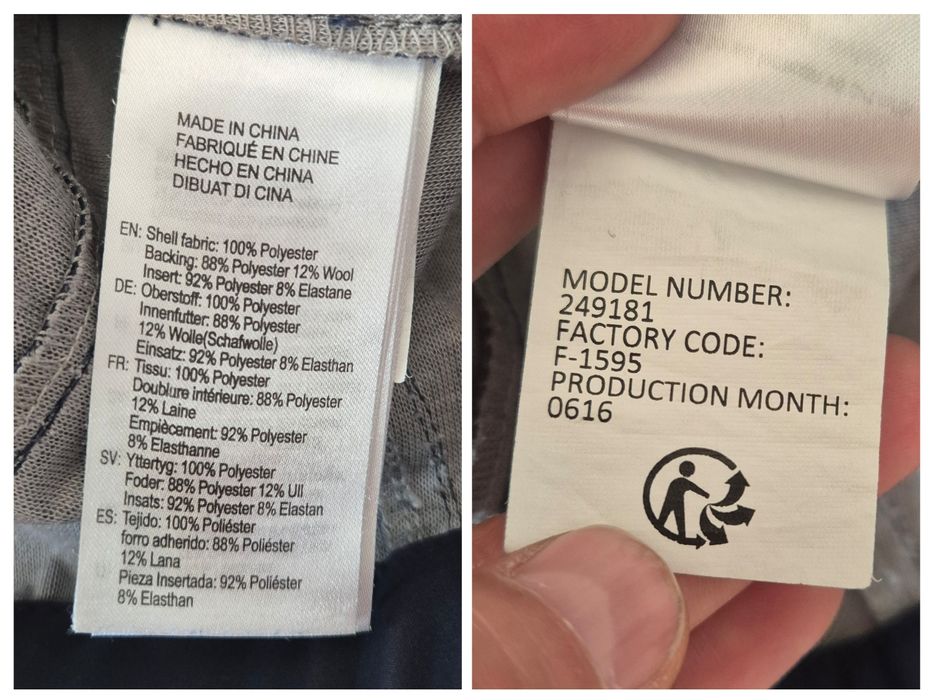 MADE IN CHINA
FABRIQUÉ EN CHINE
HECHO EN CHINA
DIBUAT DI CINA
EN: Shell fabric: 100% Polyester
Backing: 88% Polyester 12% Wool
Insert: 92% Polyester 8% Elastane
DE: Oberstoff: 100% Polyester
Innenfutter: 88% Polyester
12% Wolle(Schafwolle)
Einsatz: 92% Polyester 8% Elasthan
FR: Tissu: 100% Polyester
Doublure intérieure: 88% Polyester
12% Laine
Empiècement: 92% Polyester
8% Elasthanne
SV: Yttertyg: 100% Polyester
Foder: 88% Polyester 12% Ull
Insats: 92% Polyester 8% Elastan
ES: Tejido: 100% Poliéster
forro adherido: 88% Poliéster
12% Lana
Pieza Insertada: 92% Poliéster
8% Elasthan
MODEL NUMBER:
249181
FACTORY CODE:
F-1595
PRODUCTION MONTH:
0616